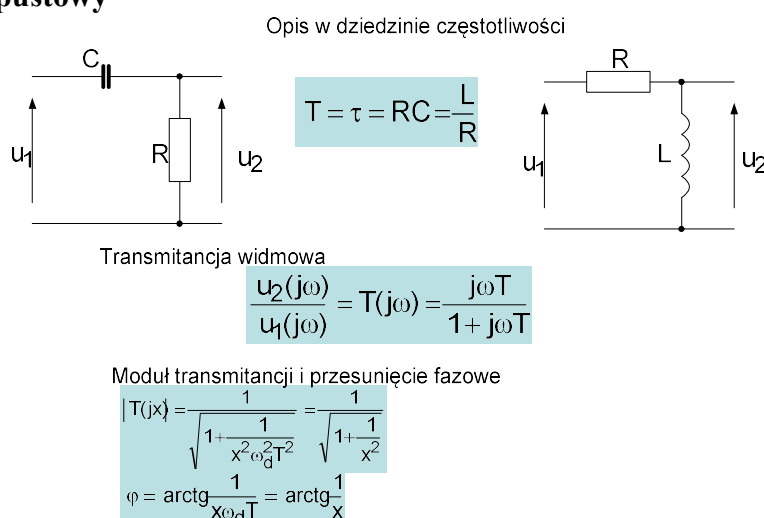 pustowy
Opis w dziedzinie częstotliwości
C
R
u1
u2
T = τ = RC = L/R
R
L
u1
u2
Transmitancja widmowa
u2(jω)/u1(jω) = T(jω) = jωT/(1 + jωT)
Moduł transmitancji i przesunięcie fazowe
|T(jx)| = 1/√(1+1/(x²ωd²T²)) = 1/√(1+1/x²)
φ = arctg 1/(xωdT) = arctg 1/x